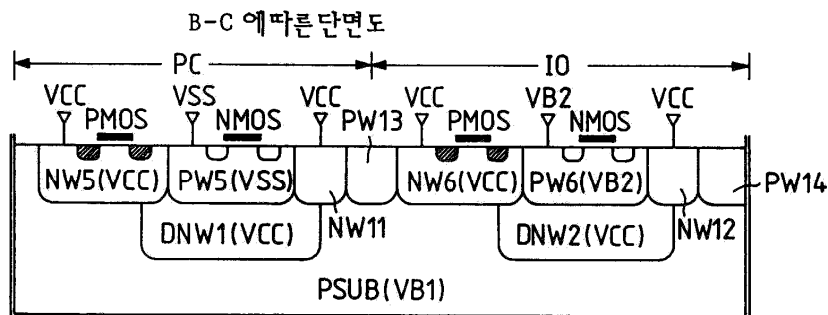 B-C 에따른단면도
PC IO
VCC VSS VCC VCC VB2 VCC
PMOS NMOS PW13 PMOS NMOS
NW5(VCC) PW5(VSS) NW6(VCC) PW6(VB2) PW14
DNW1(VCC) NW11 DNW2(VCC) NW12
PSUB(VB1)